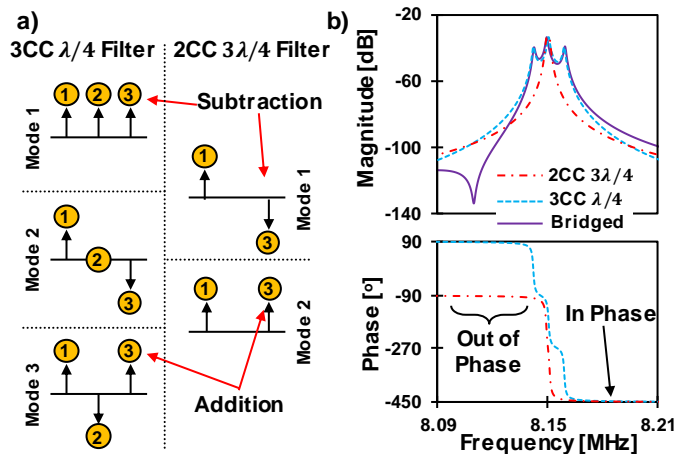 a)
3CC λ/4 Filter
2CC 3λ/4 Filter
Mode 1
1 2 3
Subtraction
Mode 1
1
3
Mode 2
1
2
3
Mode 2
1 3
Mode 3
1 3
2
Addition
b)
Magnitude [dB]
-20
-60
-100
-140
2CC 3λ/4
3CC λ/4
Bridged
Phase [°]
90
-90
-270
-450
Out of
Phase
In Phase
8.09 8.15 8.21
Frequency [MHz]